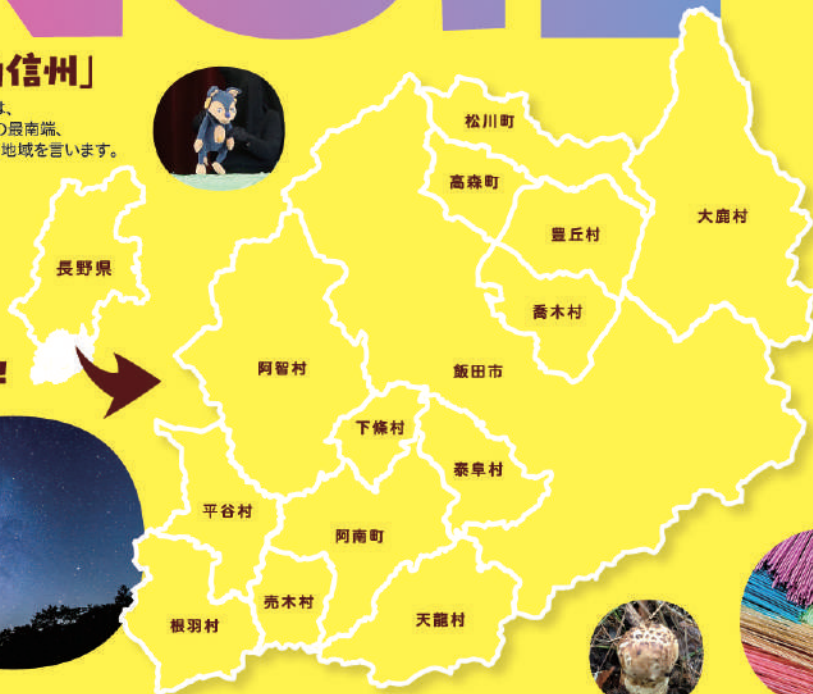 信州」
は、
の最南端、
地域を言います。
松川町
高森町
大鹿村
豊丘村
長野県
喬木村
阿智村
飯田市
下條村
泰阜村
平谷村
阿南町
売木村
天龍村
根羽村